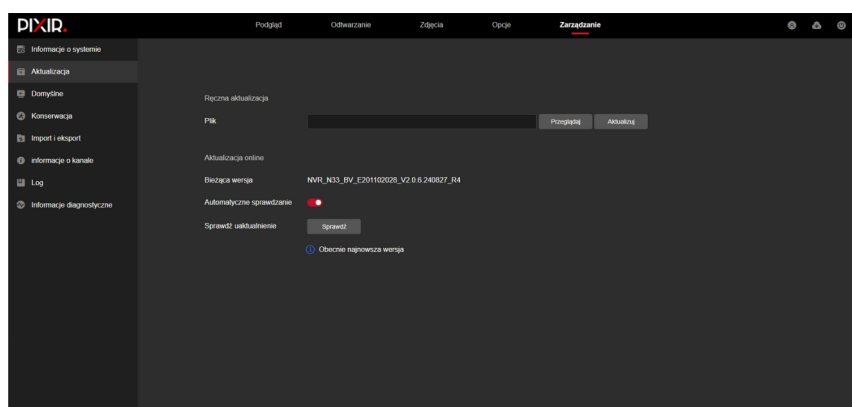 PIXIR.
Podgląd Odtwarzanie Zdjęcia Opcje Zarządzanie
Informacje o systemie
Aktualizacja
Domyślne
Konserwacja
Import i eksport
informacje o kanale
Log
Informacje diagnostyczne
Ręczna aktualizacja
Plik Przeglądaj Aktualizuj
Aktualizacja online
Bieżąca wersja NVR_N33_BV_E201102028_V2.0.6.240827_R4
Automatyczne sprawdzanie
Sprawdź uaktualnienie Sprawdź
Obecnie najnowsza wersja